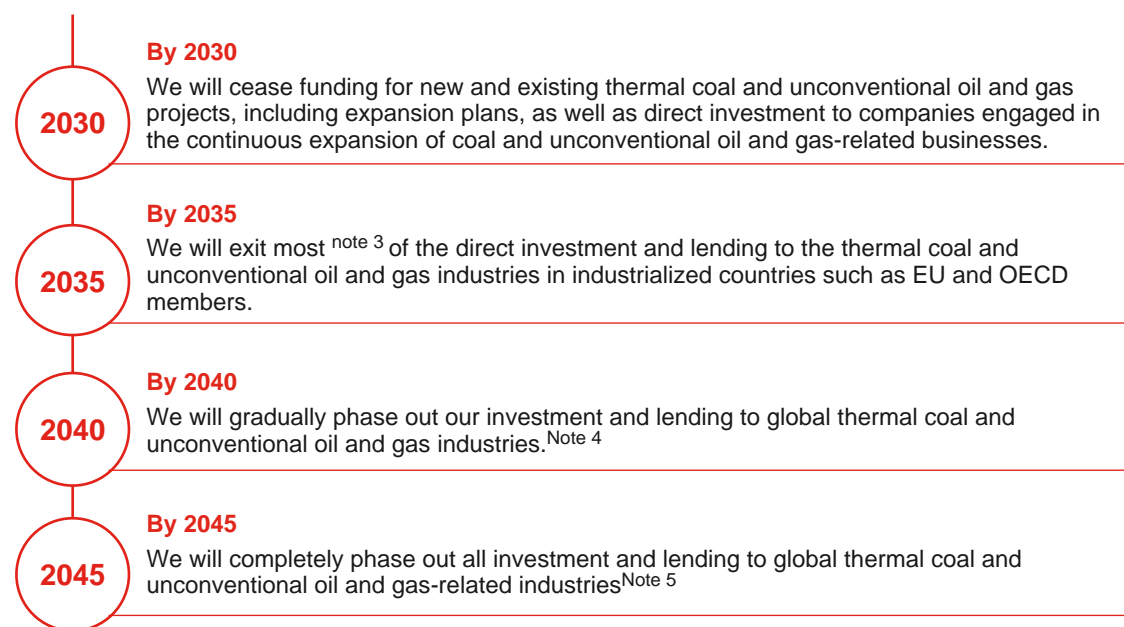 By 2030
2030
We will cease funding for new and existing thermal coal and unconventional oil and gas
projects, including expansion plans, as well as direct investment to companies engaged in
the continuous expansion of coal and unconventional oil and gas-related businesses.
By 2035
2035
We will exit most note 3 of the direct investment and lending to the thermal coal and
unconventional oil and gas industries in industrialized countries such as EU and OECD
members.
By 2040
2040
We will gradually phase out our investment and lending to global thermal coal and
unconventional oil and gas industries.Note 4
By 2045
2045
We will completely phase out all investment and lending to global thermal coal and
unconventional oil and gas-related industriesNote 5